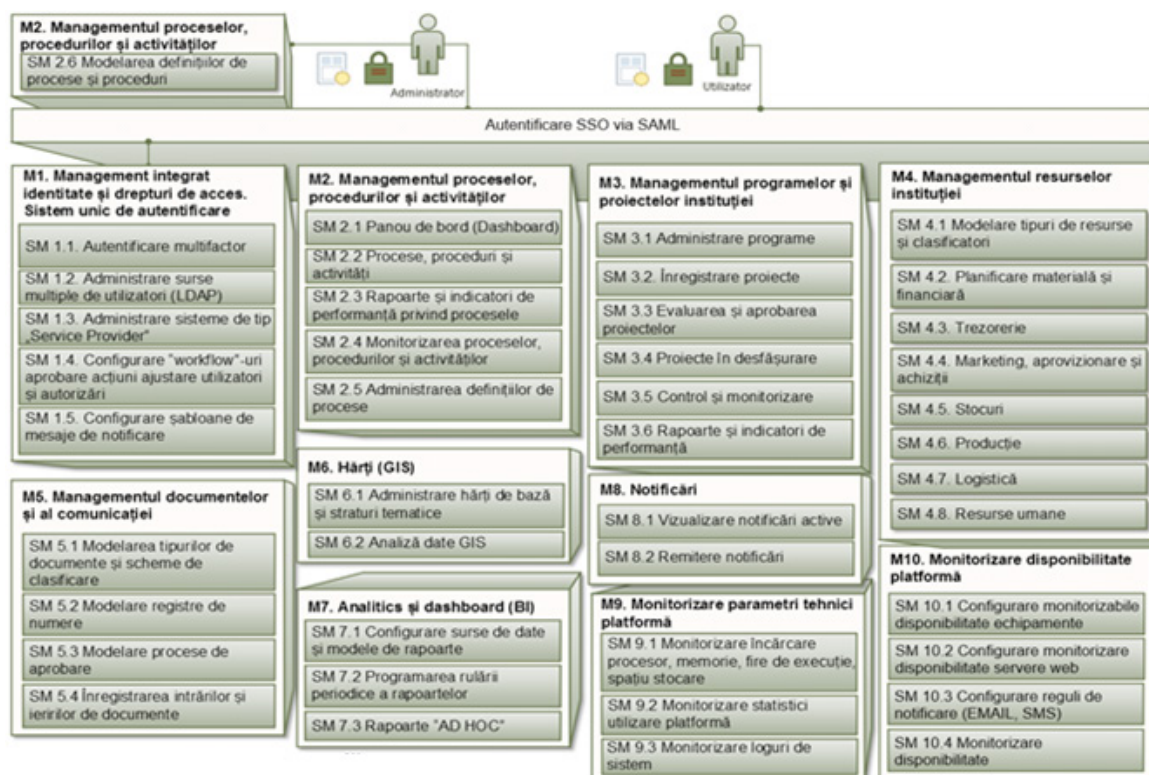 M2. Managementul proceselor,
procedurilor și activităților
SM 2.6 Modelarea definițiilor de
procese și proceduri
Administrator
Utilizator
Autentificare SSO via SAML
M1. Management integrat
identitate și drepturi de acces.
Sistem unic de autentificare
SM 1.1. Autentificare multifactor
SM 1.2. Administrare surse
multiple de utilizatori (LDAP)
SM 1.3. Administrare sisteme de tip
„Service Provider"
SM 1.4. Configurare "workflow"-uri
aprobare acțiuni ajustare utilizatori
și autorizări
SM 1.5. Configurare șabloane de
mesaje de notificare
M2. Managementul proceselor,
procedurilor și activităților
SM 2.1 Panou de bord (Dashboard)
SM 2.2 Procese, proceduri și
activități
SM 2.3 Rapoarte și indicatori de
performanță privind procesele
SM 2.4 Monitorizarea proceselor,
procedurilor și activităților
SM 2.5 Administrarea definițiilor de
procese
M3. Managementul programelor și
proiectelor instituției
SM 3.1 Administrare programe
SM 3.2. Înregistrare proiecte
SM 3.3 Evaluarea și aprobarea
proiectelor
SM 3.4 Proiecte în desfășurare
SM 3.5 Control și monitorizare
SM 3.6 Rapoarte și indicatori de
performanță
M4. Managementul resurselor
instituției
SM 4.1 Modelare tipuri de resurse
și clasificatori
SM 4.2. Planificare materială și
financiară
SM 4.3. Trezorerie
SM 4.4. Marketing, aprovizionare și
achiziții
SM 4.5. Stocuri
SM 4.6. Producție
SM 4.7. Logistică
SM 4.8. Resurse umane
M5. Managementul documentelor
și al comunicației
SM 5.1 Modelarea tipurilor de
documente și scheme de
clasificare
SM 5.2 Modelare registre de
numere
SM 5.3 Modelare procese de
aprobare
SM 5.4 Înregistrarea intrărilor și
ieririlor de documente
M6. Hărți (GIS)
SM 6.1 Administrare hărți de bază
și straturi tematice
SM 6.2 Analiză date GIS
M7. Analytics și dashboard (BI)
SM 7.1 Configurare surse de date
și modele de rapoarte
SM 7.2 Programarea rulării
periodice a rapoartelor
SM 7.3 Rapoarte "AD HOC"
M8. Notificări
SM 8.1 Vizualizare notificări active
SM 8.2 Remitere notificări
M9. Monitorizare parametri tehnici
platformă
SM 9.1 Monitorizare încărcare
procesor, memorie, fire de execuție,
spațiu stocare
SM 9.2 Monitorizare statistici
utilizare platformă
SM 9.3 Monitorizare loguri de
sistem
M10. Monitorizare disponibilitate
platformă
SM 10.1 Configurare monitorizabile
disponibilitate echipamente
SM 10.2 Configurare monitorizare
disponibilitate servere web
SM 10.3 Configurare reguli de
notificare (EMAIL, SMS)
SM 10.4 Monitorizare
disponibilitate